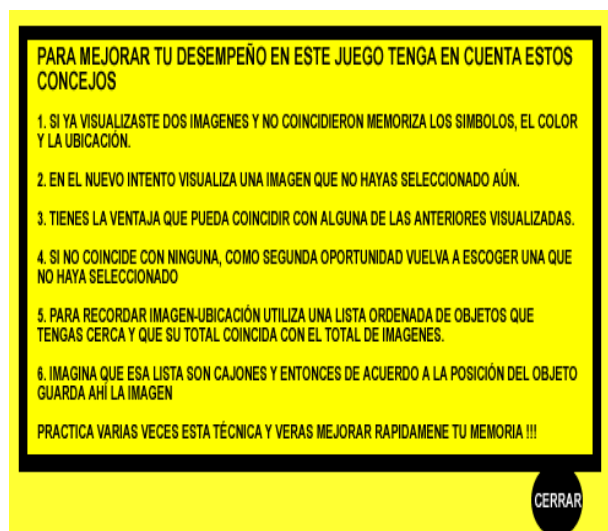 PARA MEJORAR TU DESEMPEÑO EN ESTE JUEGO TENGA EN CUENTA ESTOS
CONCEJOS
1. SI YA VISUALIZASTE DOS IMAGENES Y NO COINCIDIERON MEMORIZA LOS SIMBOLOS, EL COLOR
Y LA UBICACIÓN.
2. EN EL NUEVO INTENTO VISUALIZA UNA IMAGEN QUE NO HAYAS SELECCIONADO AÚN.
3. TIENES LA VENTAJA QUE PUEDA COINCIDIR CON ALGUNA DE LAS ANTERIORES VISUALIZADAS.
4. SI NO COINCIDE CON NINGUNA, COMO SEGUNDA OPORTUNIDAD VUELVA A ESCOGER UNA QUE
NO HAYA SELECCIONADO
5. PARA RECORDAR IMAGEN-UBICACIÓN UTILIZA UNA LISTA ORDENADA DE OBJETOS QUE
TENGAS CERCA Y QUE SU TOTAL COINCIDA CON EL TOTAL DE IMAGENES.
6. IMAGINA QUE ESA LISTA SON CAJONES Y ENTONCES DE ACUERDO A LA POSICIÓN DEL OBJETO
GUARDA AHÍ LA IMAGEN
PRACTICA VARIAS VECES ESTA TÉCNICA Y VERAS MEJORAR RAPIDAMENE TU MEMORIA !!!
CERRAR